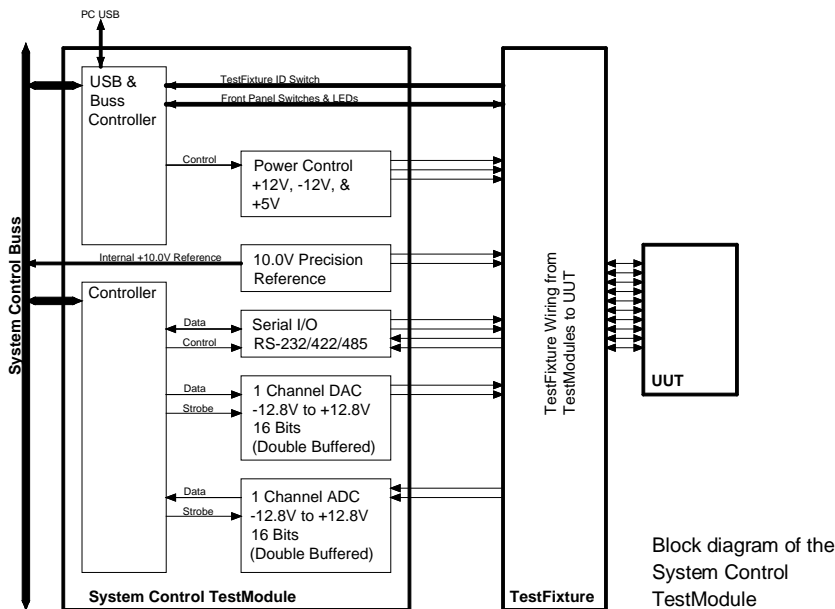 PC USB
System Control Buss
USB &
Buss
Controller
TestFixture ID Switch
Front Panel Switches & LEDs
Control
Power Control
+12V, -12V, &
+5V
Internal +10.0V Reference
10.0V Precision
Reference
Controller
Data
Control
Serial I/O
RS-232/422/485
Data
Strobe
1 Channel DAC
-12.8V to +12.8V
16 Bits
(Double Buffered)
Data
Strobe
1 Channel ADC
-12.8V to +12.8V
16 Bits
(Double Buffered)
System Control TestModule
TestFixture Wiring from
TestModules to UUT
TestFixture
UUT
Block diagram of the
System Control
TestModule